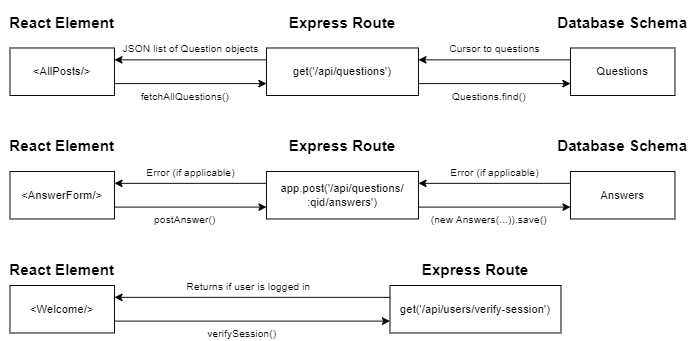 React Element
Express Route
Database Schema
JSON list of Question objects
Cursor to questions
<AllPosts/>
get('/api/questions')
Questions
fetchAllQuestions()
Questions.find()
React Element
Express Route
Database Schema
Error (if applicable)
Error (if applicable)
<AnswerForm/>
app.post('/api/questions/
:qid/answers')
Answers
postAnswer()
(new Answers(...)).save()
React Element
Express Route
Returns if user is logged in
<Welcome/>
get('/api/users/verify-session')
verifySession()